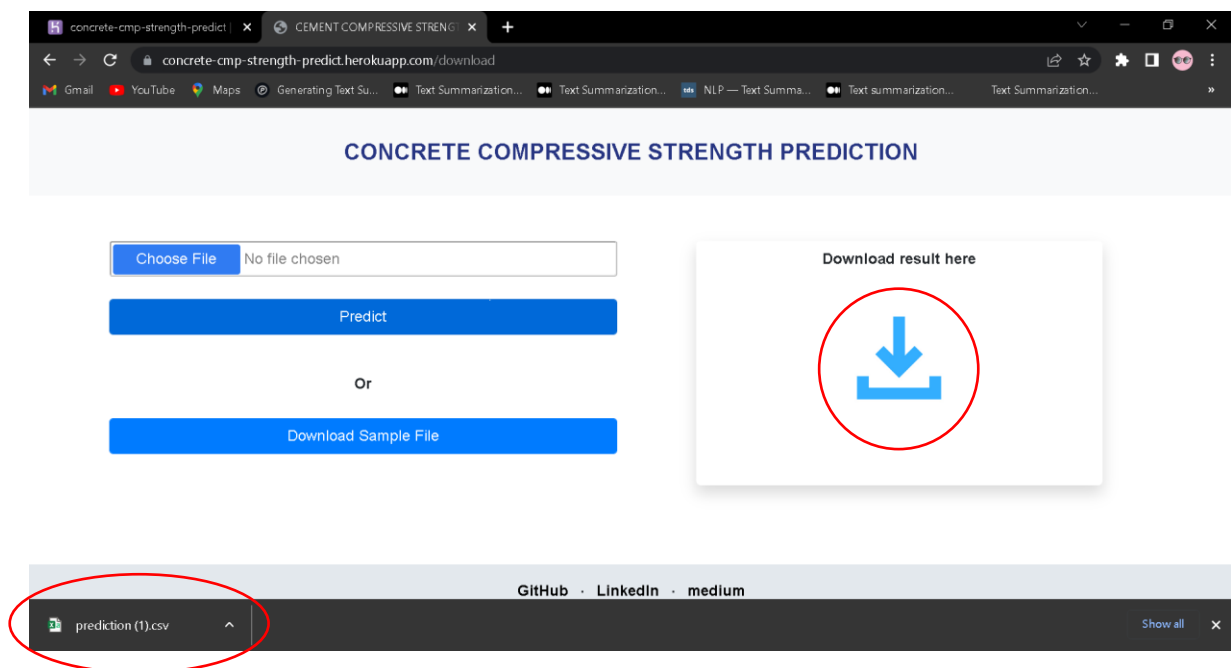 concrete-cmp-strength-predict |
CEMENT COMPRESSIVE STRENGT
concrete-cmp-strength-predict.herokuapp.com/download
Gmail YouTube Maps Generating Text Su... Text Summarization... Text Summarization... tds NLP — Text Summa... Text summarization... Text Summarization... »
CONCRETE COMPRESSIVE STRENGTH PREDICTION
Choose File No file chosen
Download result here
Predict
Or
Download Sample File
GitHub · LinkedIn · medium
prediction (1).csv
Show all